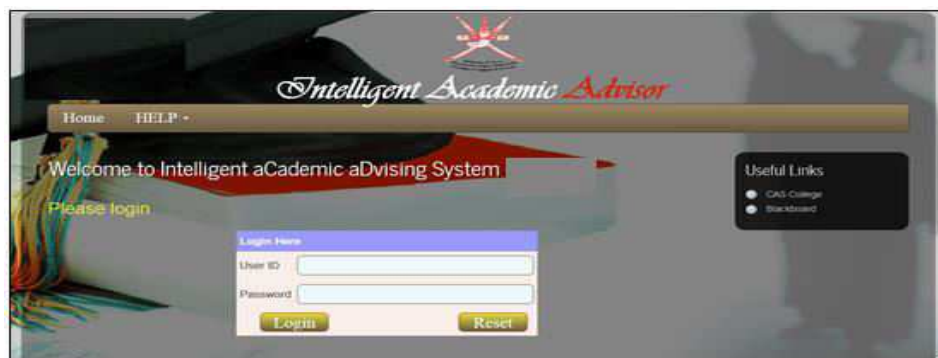 Intelligent Academic Advisor
Home HELP
Welcome to Intelligent aCademic aDvising System
Please login
Useful Links
CAS College
Blackboard
Login Here
User ID
Password
Login Reset